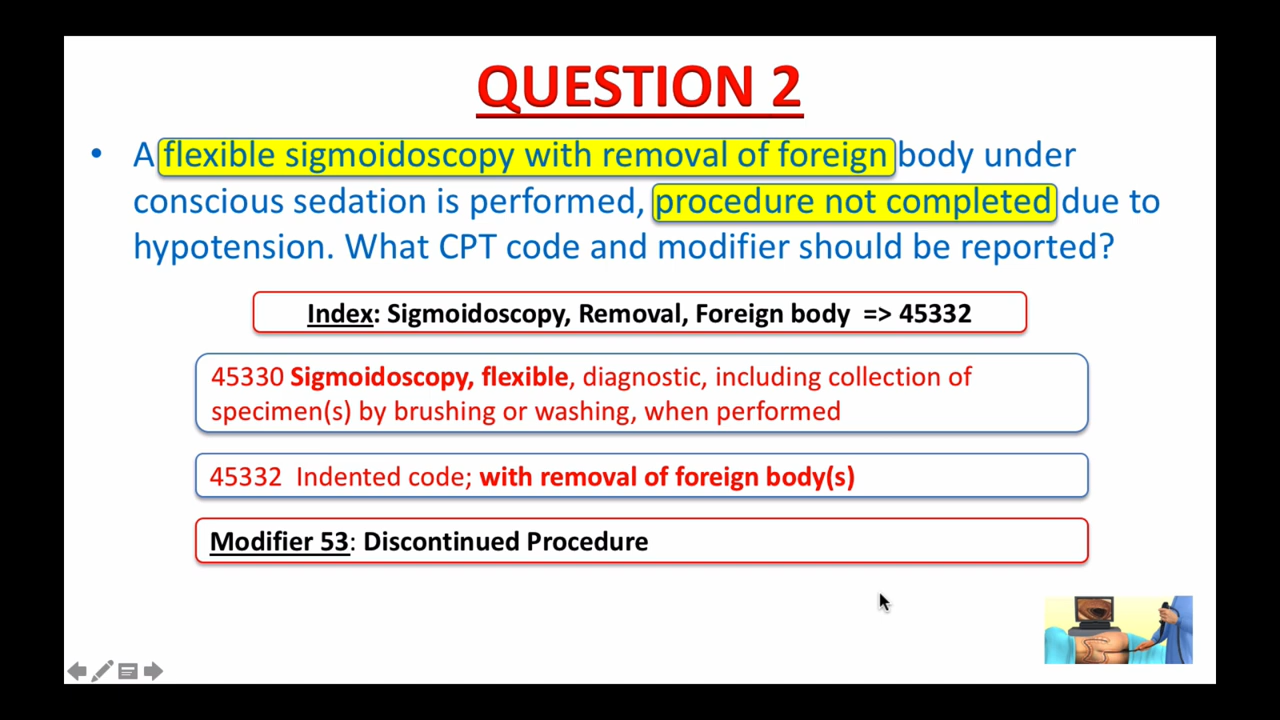 QUESTION 2
• A flexible sigmoidoscopy with removal of foreign body under
conscious sedation is performed, procedure not completed due to
hypotension. What CPT code and modifier should be reported?
Index: Sigmoidoscopy, Removal, Foreign body => 45332
45330 Sigmoidoscopy, flexible, diagnostic, including collection of
specimen(s) by brushing or washing, when performed
45332 Indented code; with removal of foreign body(s)
Modifier 53: Discontinued Procedure